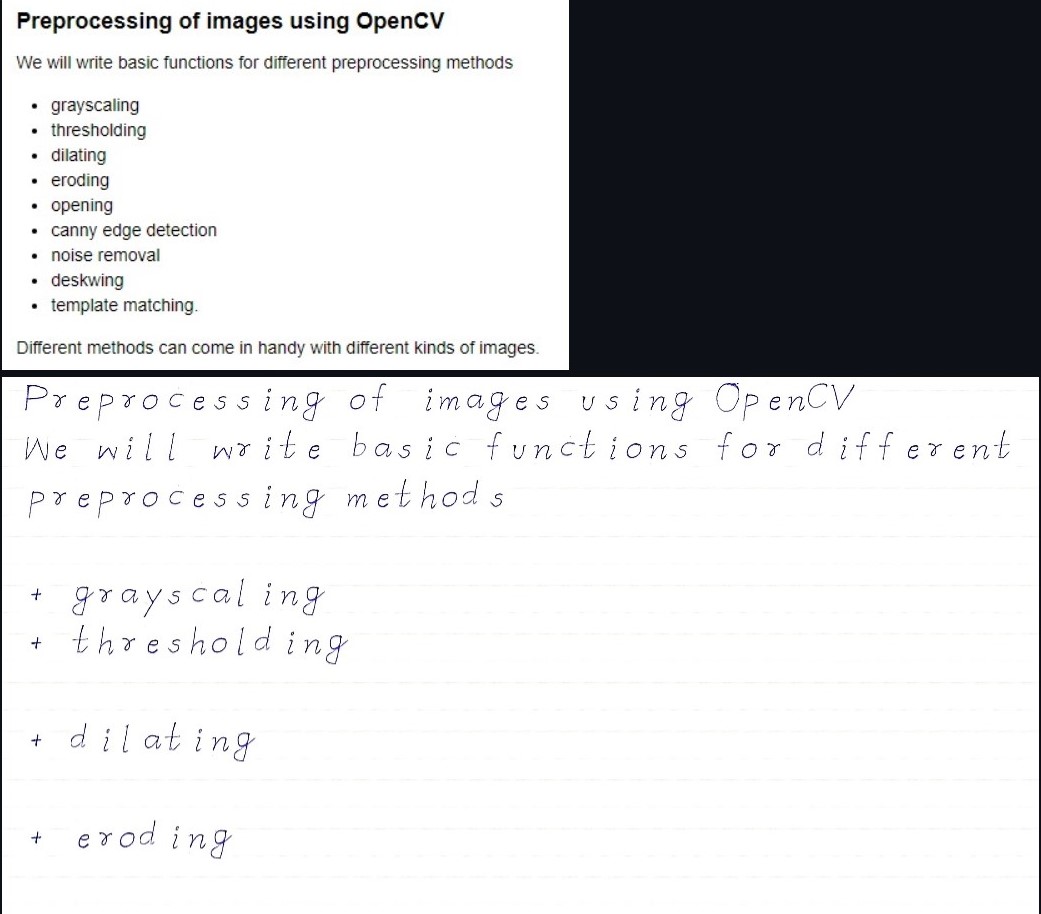 Preprocessing of images using OpenCV
We will write basic functions for different preprocessing methods
• grayscaling
• thresholding
• dilating
• eroding
• opening
• canny edge detection
• noise removal
• deskwing
• template matching.
Different methods can come in handy with different kinds of images.
Preprocessing of images using OpenCV
We will write basic functions for different
preprocessing methods
+ grayscaling
+ thresholding
+ dilating
+ eroding